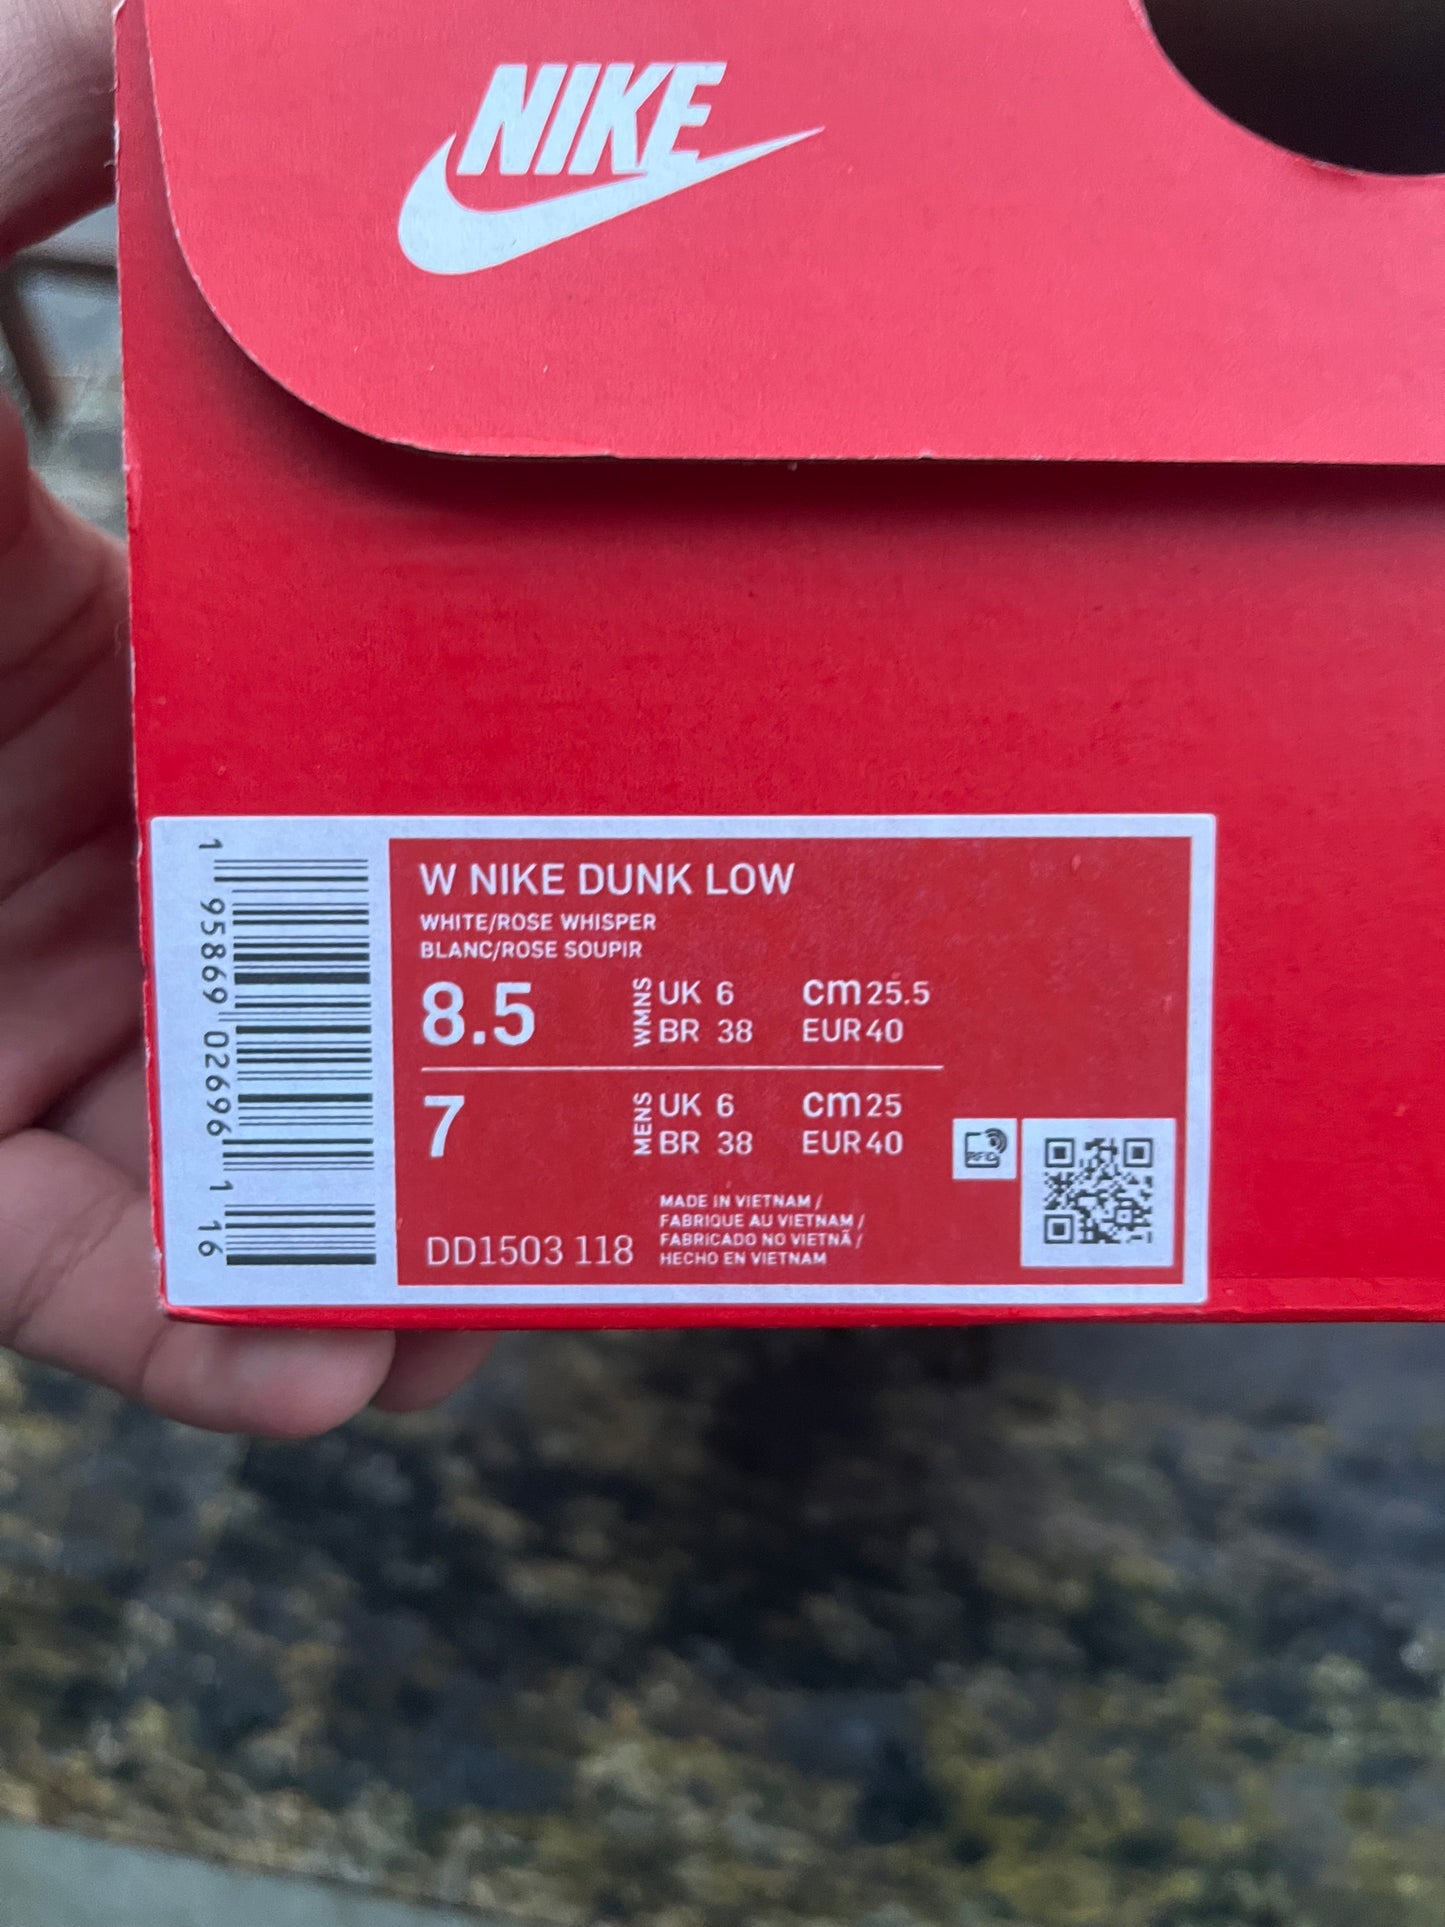 NIKE
W NIKE DUNK LOW
WHITE/ROSE WHISPER
BLANC/ROSE SOUPIR
8.5 WMNS UK 6 cm 25.5
BR 38 EUR 40
7 MENS UK 6 cm 25
BR 38 EUR 40
MADE IN VIETNAM /
FABRIQUE AU VIETNAM /
FABRICADO NO VIETNÃ /
HECHO EN VIETNAM
DD1503 118
RFID
1 95869 02696 1 16